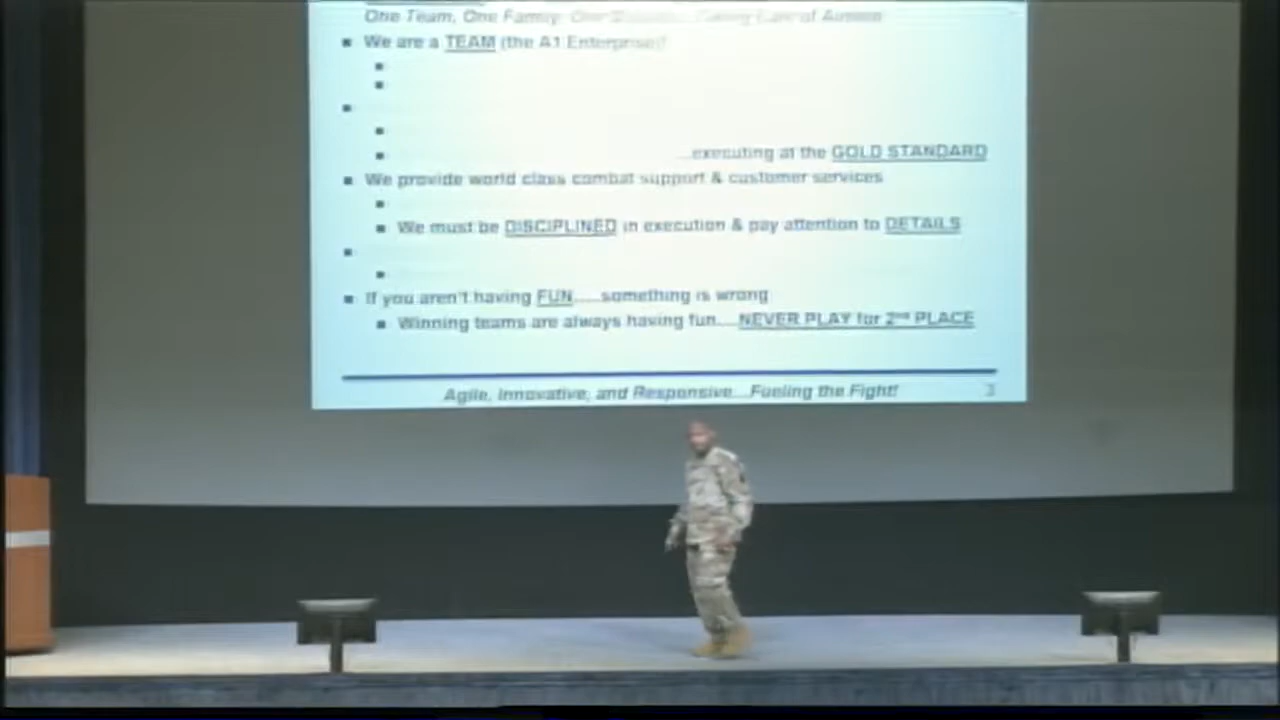 One Team, One Family, One
We are a TEAM (the A1 Enterprise)!
...executing at the GOLD STANDARD
We provide world class combat support & customer services
We must be DISCIPLINED in execution & pay attention to DETAILS
If you aren't having FUN.....something is wrong
Winning teams are always having fun....NEVER PLAY for 2nd PLACE
Agile, Innovative, and Responsive...Fueling the Fight!
3